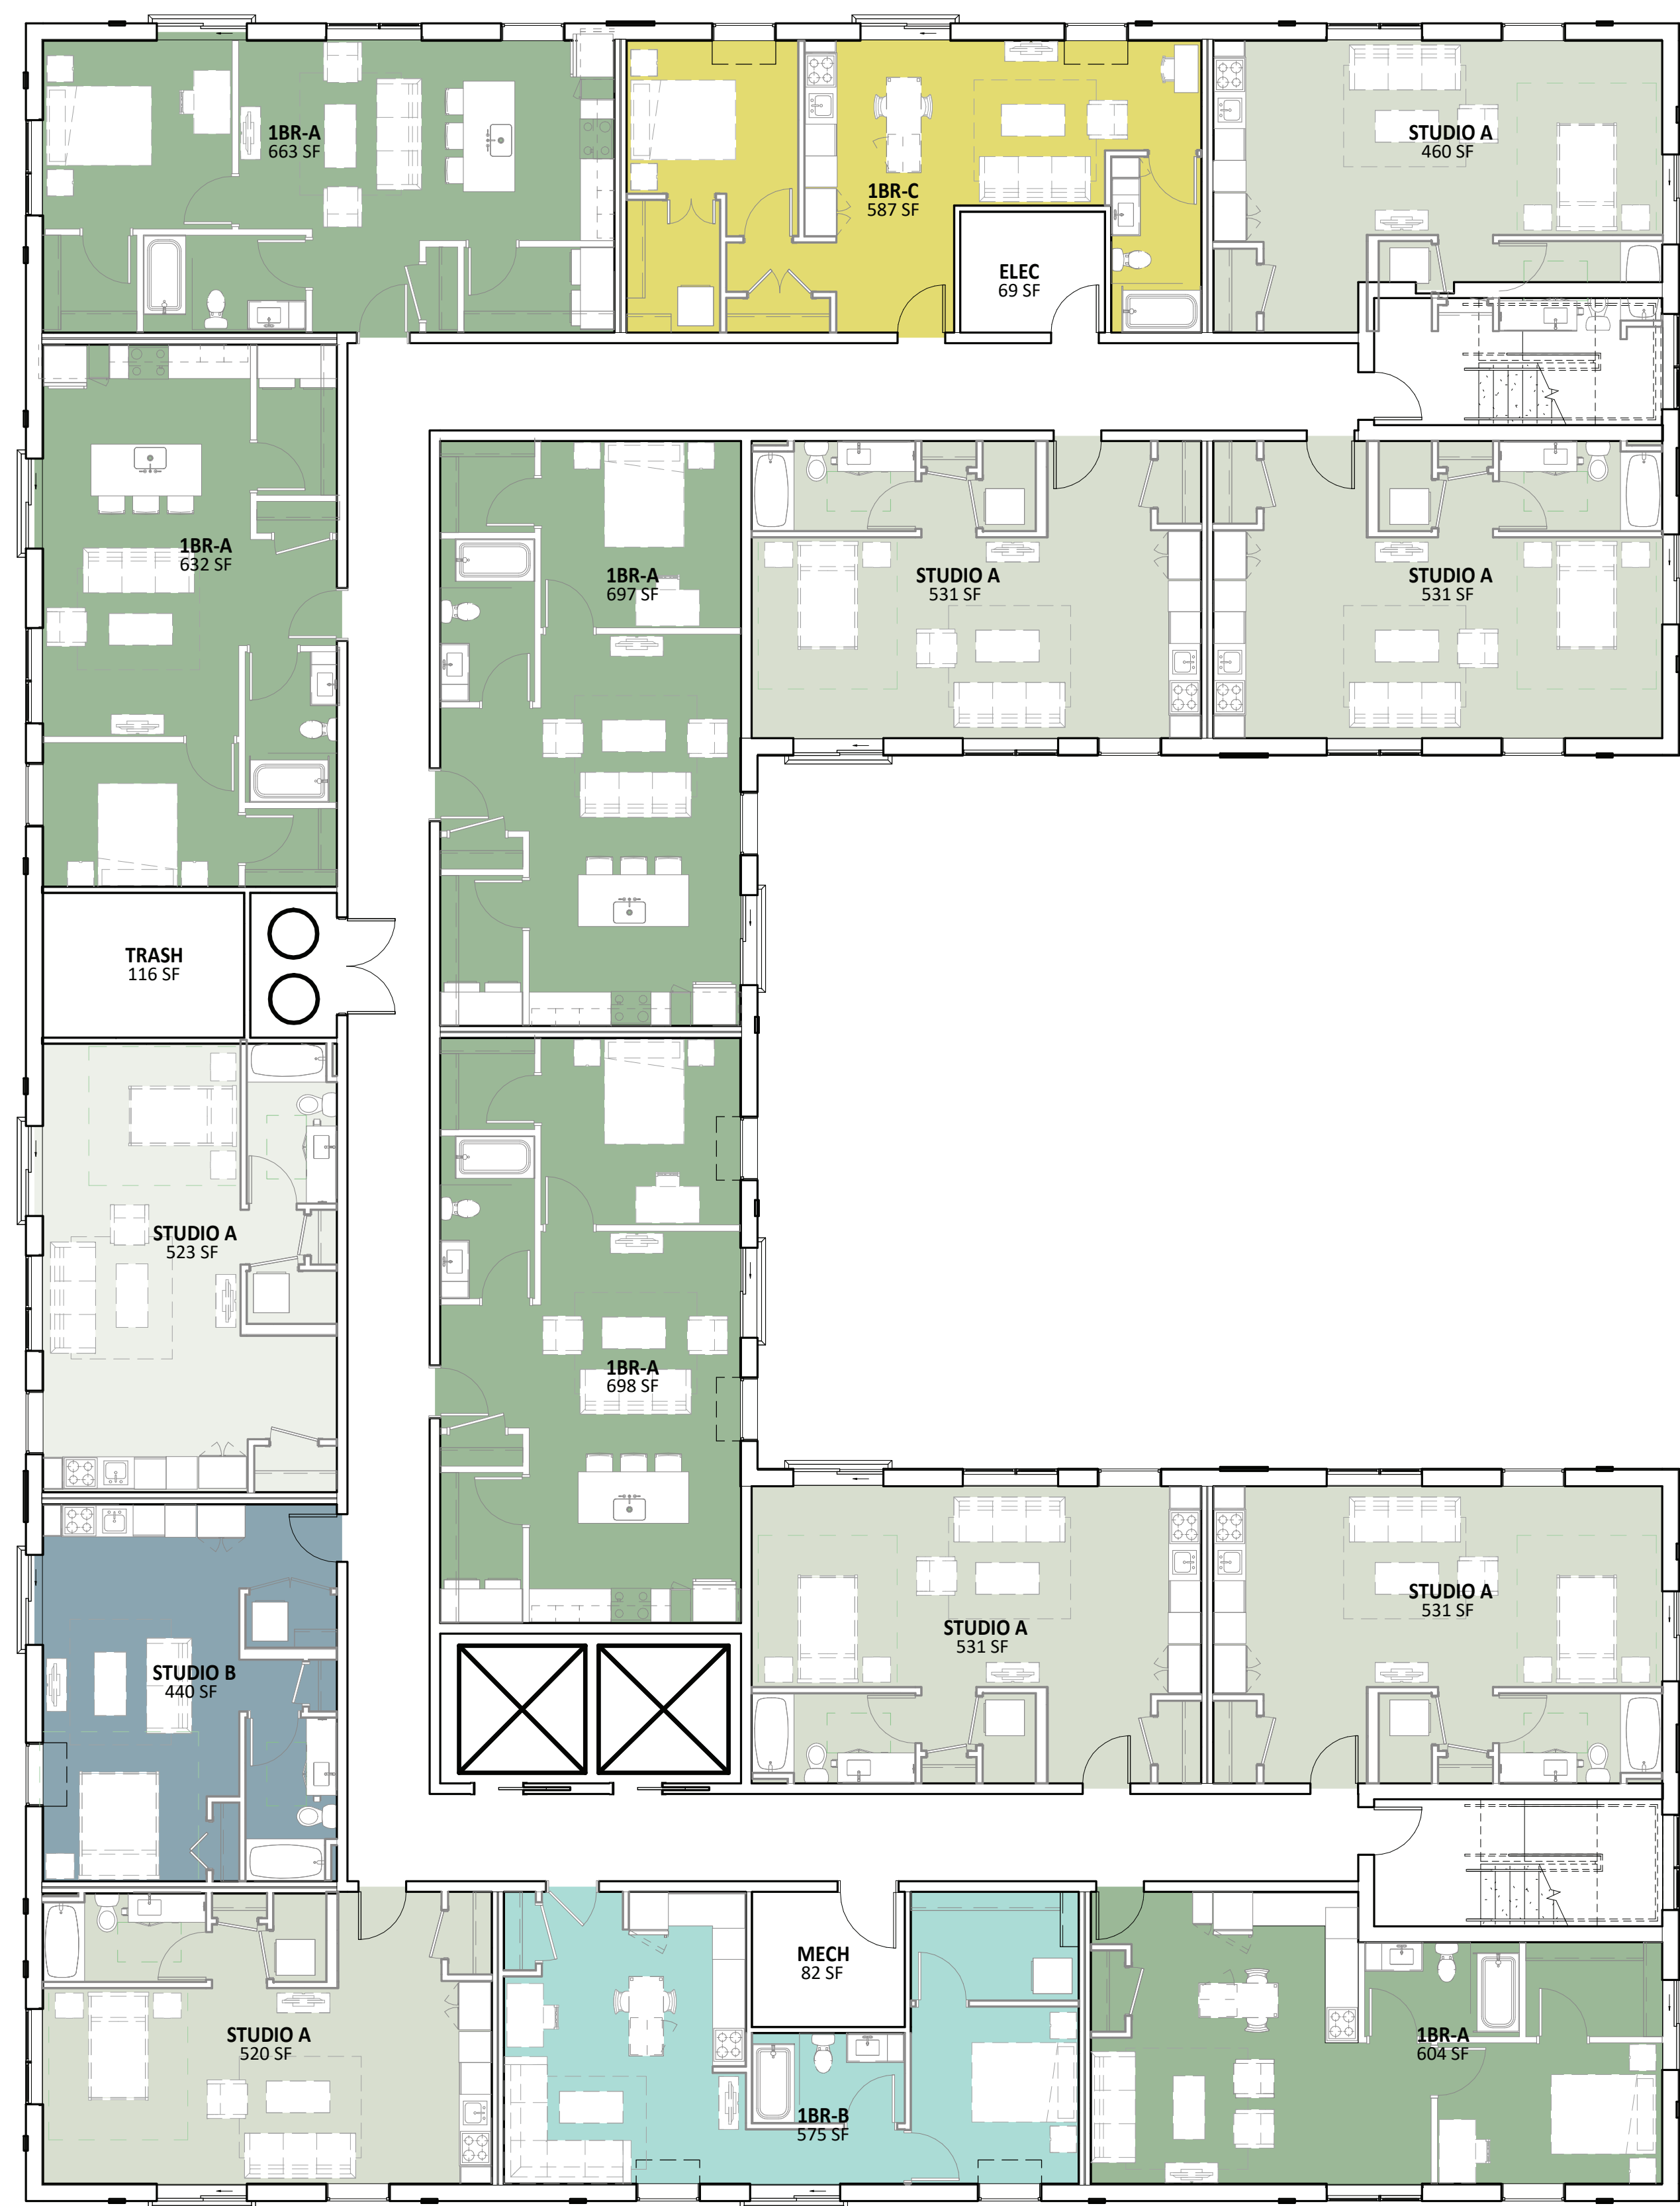 1BR-A
663 SF
1BR-C
587 SF
STUDIO A
460 SF
ELEC
69 SF
1BR-A
632 SF
1BR-A
697 SF
STUDIO A
531 SF
STUDIO A
531 SF
TRASH
116 SF
STUDIO A
523 SF
1BR-A
698 SF
STUDIO B
440 SF
STUDIO A
531 SF
STUDIO A
531 SF
MECH
82 SF
STUDIO A
520 SF
1BR-B
575 SF
1BR-A
604 SF